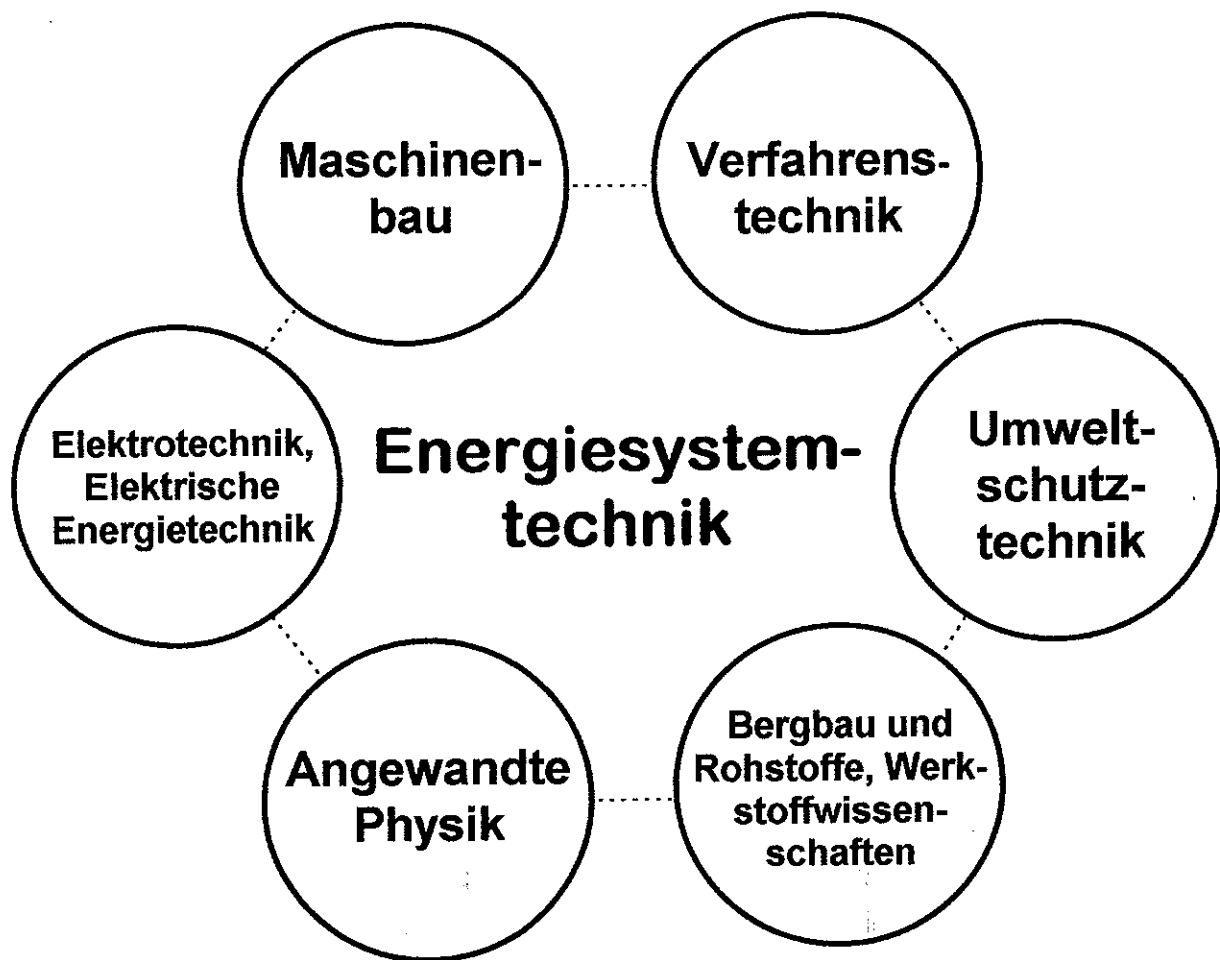 Maschinen-
bau
Verfahrens-
technik
Elektrotechnik,
Elektrische
Energietechnik
Energiesystem-
technik
Umwelt-
schutz-
technik
Angewandte
Physik
Bergbau und
Rohstoffe, Werk-
stoffwissen-
schaften